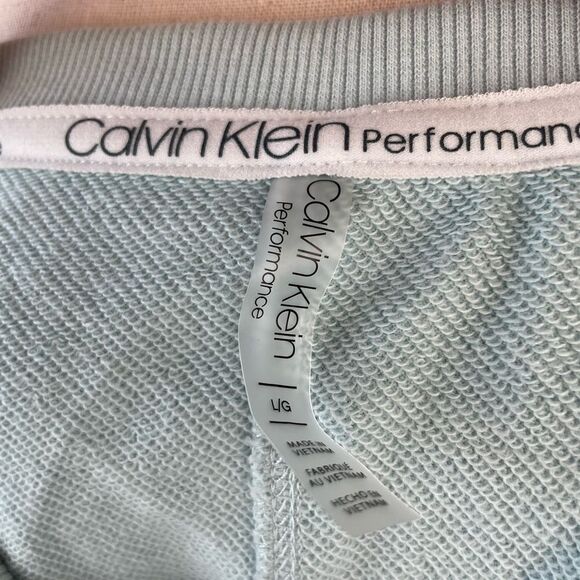 Calvin Klein Performanc
Calvin Klein
Performance
L/G
MADE IN
VIETNAM
FABRIQUÉ
AU VIETNAM
HECHO EN
VIETNAM